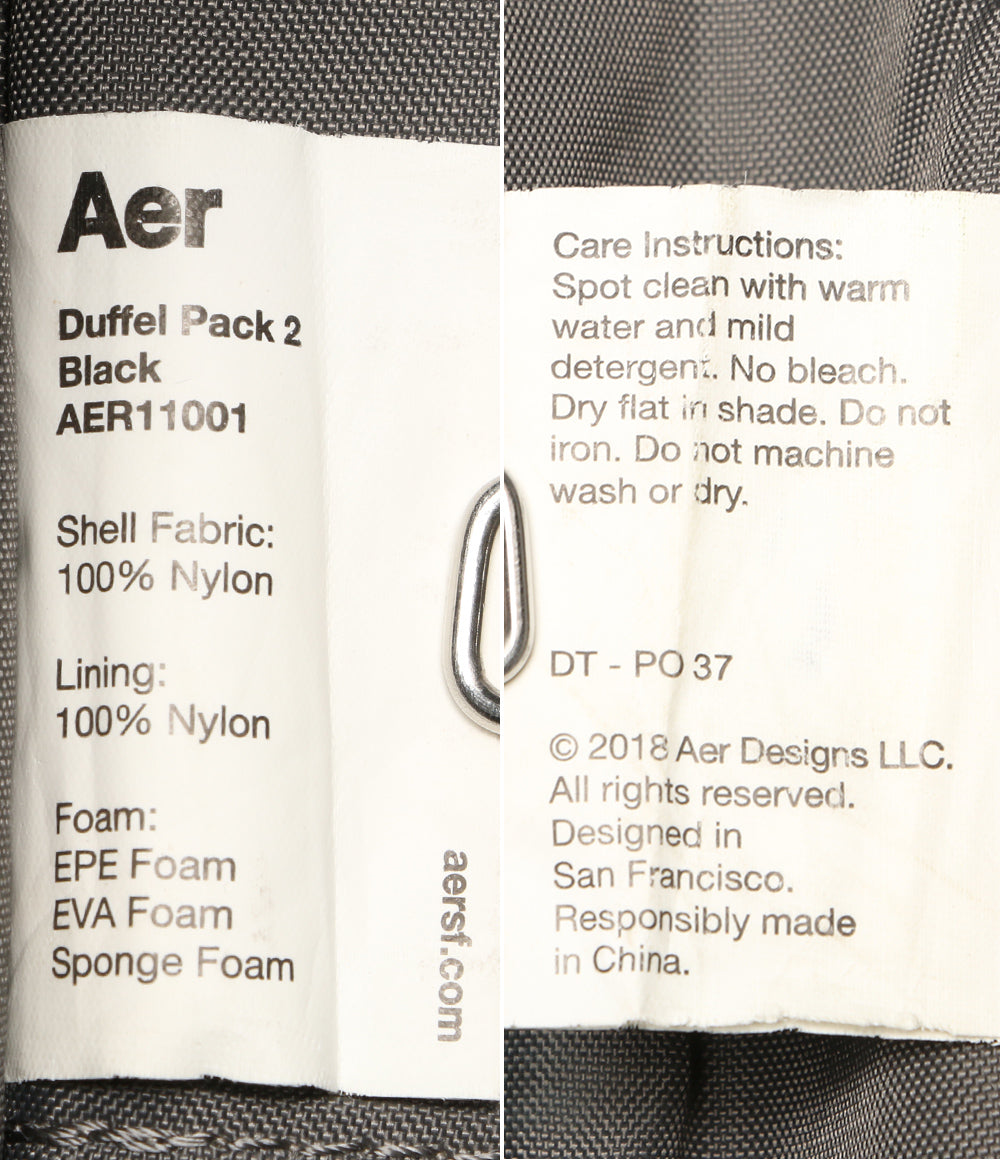 Aer
Duffel Pack 2
Black
AER11001
Shell Fabric:
100% Nylon
Lining:
100% Nylon
Foam:
EPE Foam
EVA Foam
Sponge Foam
aersf.com
Care Instructions:
Spot clean with warm
water and mild
detergent. No bleach.
Dry flat in shade. Do not
iron. Do not machine
wash or dry.
DT - PO 37
© 2018 Aer Designs LLC.
All rights reserved.
Designed in
San Francisco.
Responsibly made
in China.